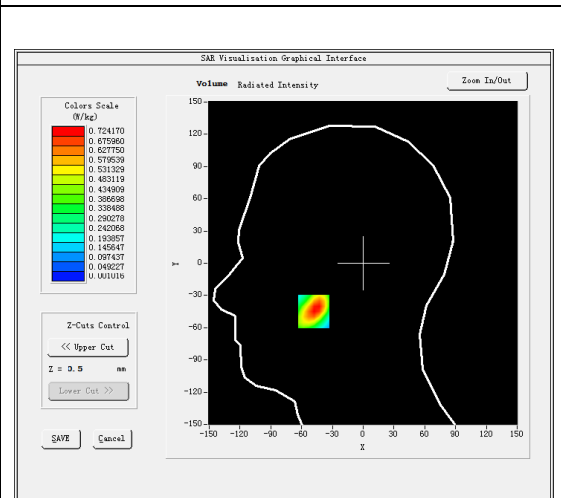 SAR Visualisation Graphical Interface
Volume Radiated Intensity
Zoom In/Out
Colors Scale
(W/kg)
0.724170
0.675960
0.627750
0.579539
0.531329
0.483119
0.434909
0.386698
0.338488
0.290278
0.242068
0.193857
0.145647
0.097437
0.049227
0.001016
Z-Cuts Control
<< Upper Cut
Z = 0.5 mm
Lower Cut >>
SAVE Cancel
150
120
90
60
30
0
-30
-60
-90
-120
-150
Y
-150 -120 -90 -60 -30 0 30 60 90 120 150
X